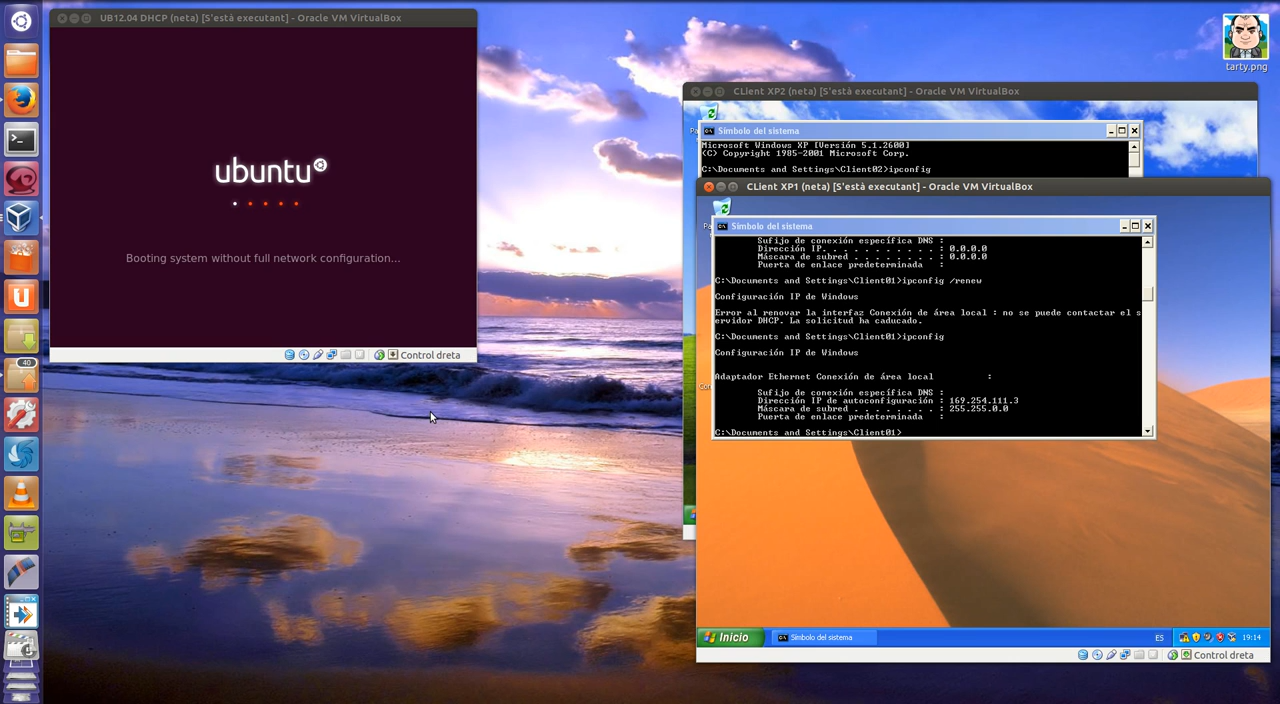 UB12.04 DHCP (neta) [S'està executant] - Oracle VM VirtualBox
ubuntu
Booting system without full network configuration...
Control dreta
tarty.png
CLient XP2 (neta) [S'està executant] - Oracle VM VirtualBox
Símbolo del sistema
Microsoft Windows XP [Versión 5.1.2600]
(C) Copyright 1985-2001 Microsoft Corp.
C:\Documents and Settings\Client02>ipconfig
CLient XP1 (neta) [S'està executant] - Oracle VM VirtualBox
Símbolo del sistema
Sufijo de conexión específica DNS :
Dirección IP. . . . . . . . . . . : 0.0.0.0
Máscara de subred . . . . . . . . : 0.0.0.0
Puerta de enlace predeterminada   :
C:\Documents and Settings\Client01>ipconfig /renew
Configuración IP de Windows
Error al renovar la interfaz Conexión de área local : no se puede contactar el s
ervidor DHCP. La solicitud ha caducado.
C:\Documents and Settings\Client01>ipconfig
Configuración IP de Windows
Adaptador Ethernet Conexión de área local          :
Sufijo de conexión específica DNS :
Dirección IP de autoconfiguración : 169.254.111.3
Máscara de subred . . . . . . . . : 255.255.0.0
Puerta de enlace predeterminada   :
C:\Documents and Settings\Client01>
Inicio
Símbolo del sistema
ES
19:14
Control dreta
40